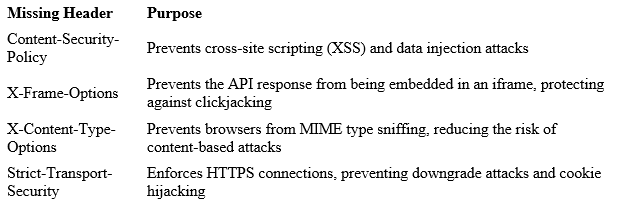 Missing Header Purpose
Content-Security-
Policy
Prevents cross-site scripting (XSS) and data injection attacks
X-Frame-Options
Prevents the API response from being embedded in an iframe, protecting
against clickjacking
X-Content-Type-
Options
Prevents browsers from MIME type sniffing, reducing the risk of
content-based attacks
Strict-Transport-
Security
Enforces HTTPS connections, preventing downgrade attacks and cookie
hijacking